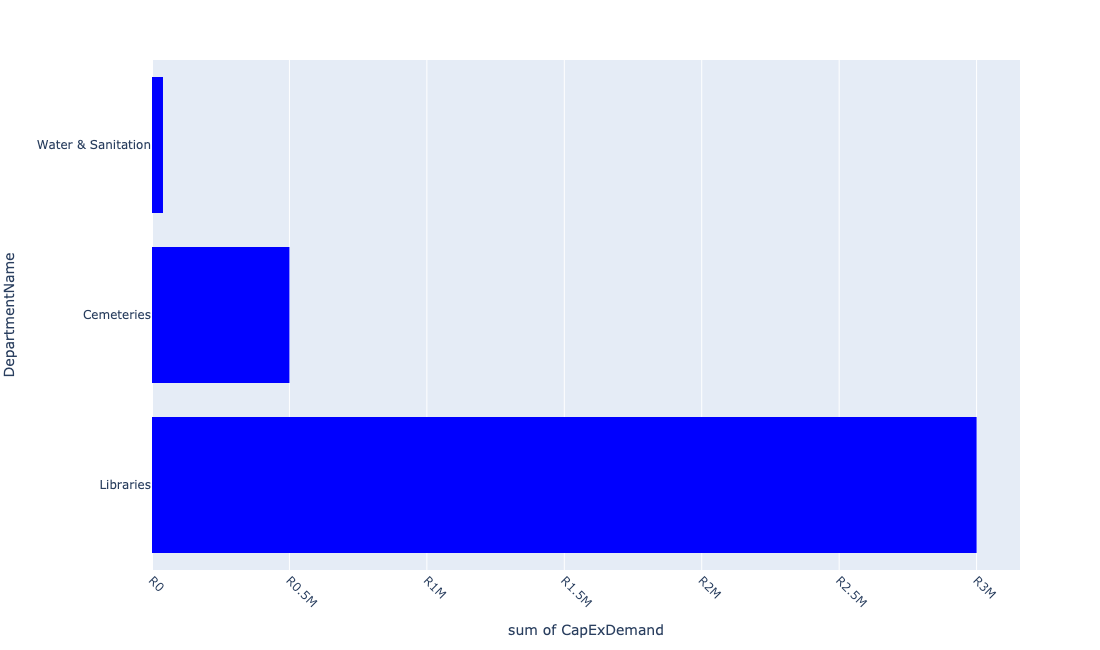 Water & Sanitation
Cemeteries
Libraries
DepartmentName
R0
R0.5M
R1M
R1.5M
R2M
R2.5M
R3M
sum of CapExDemand